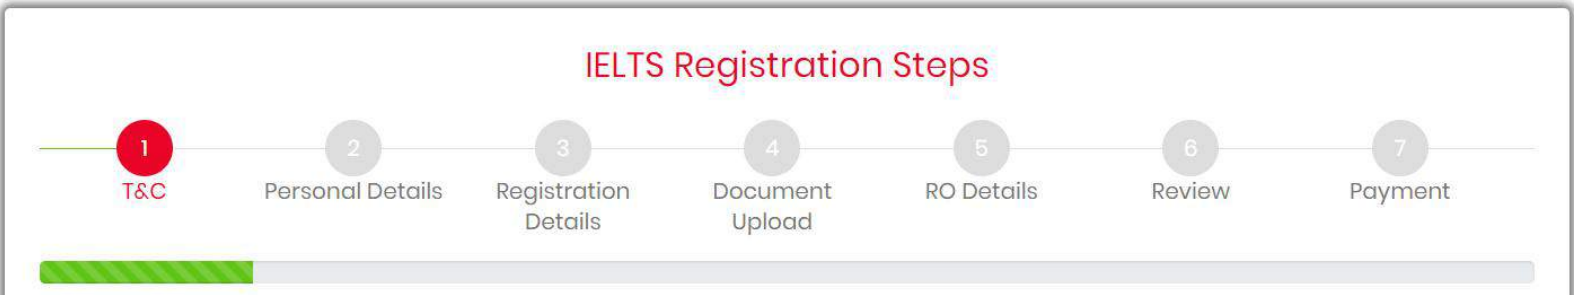 IELTS Registration Steps
1 2 3 4 5 6 7
T&C Personal Details Registration Document RO Details Review Payment
Details Upload